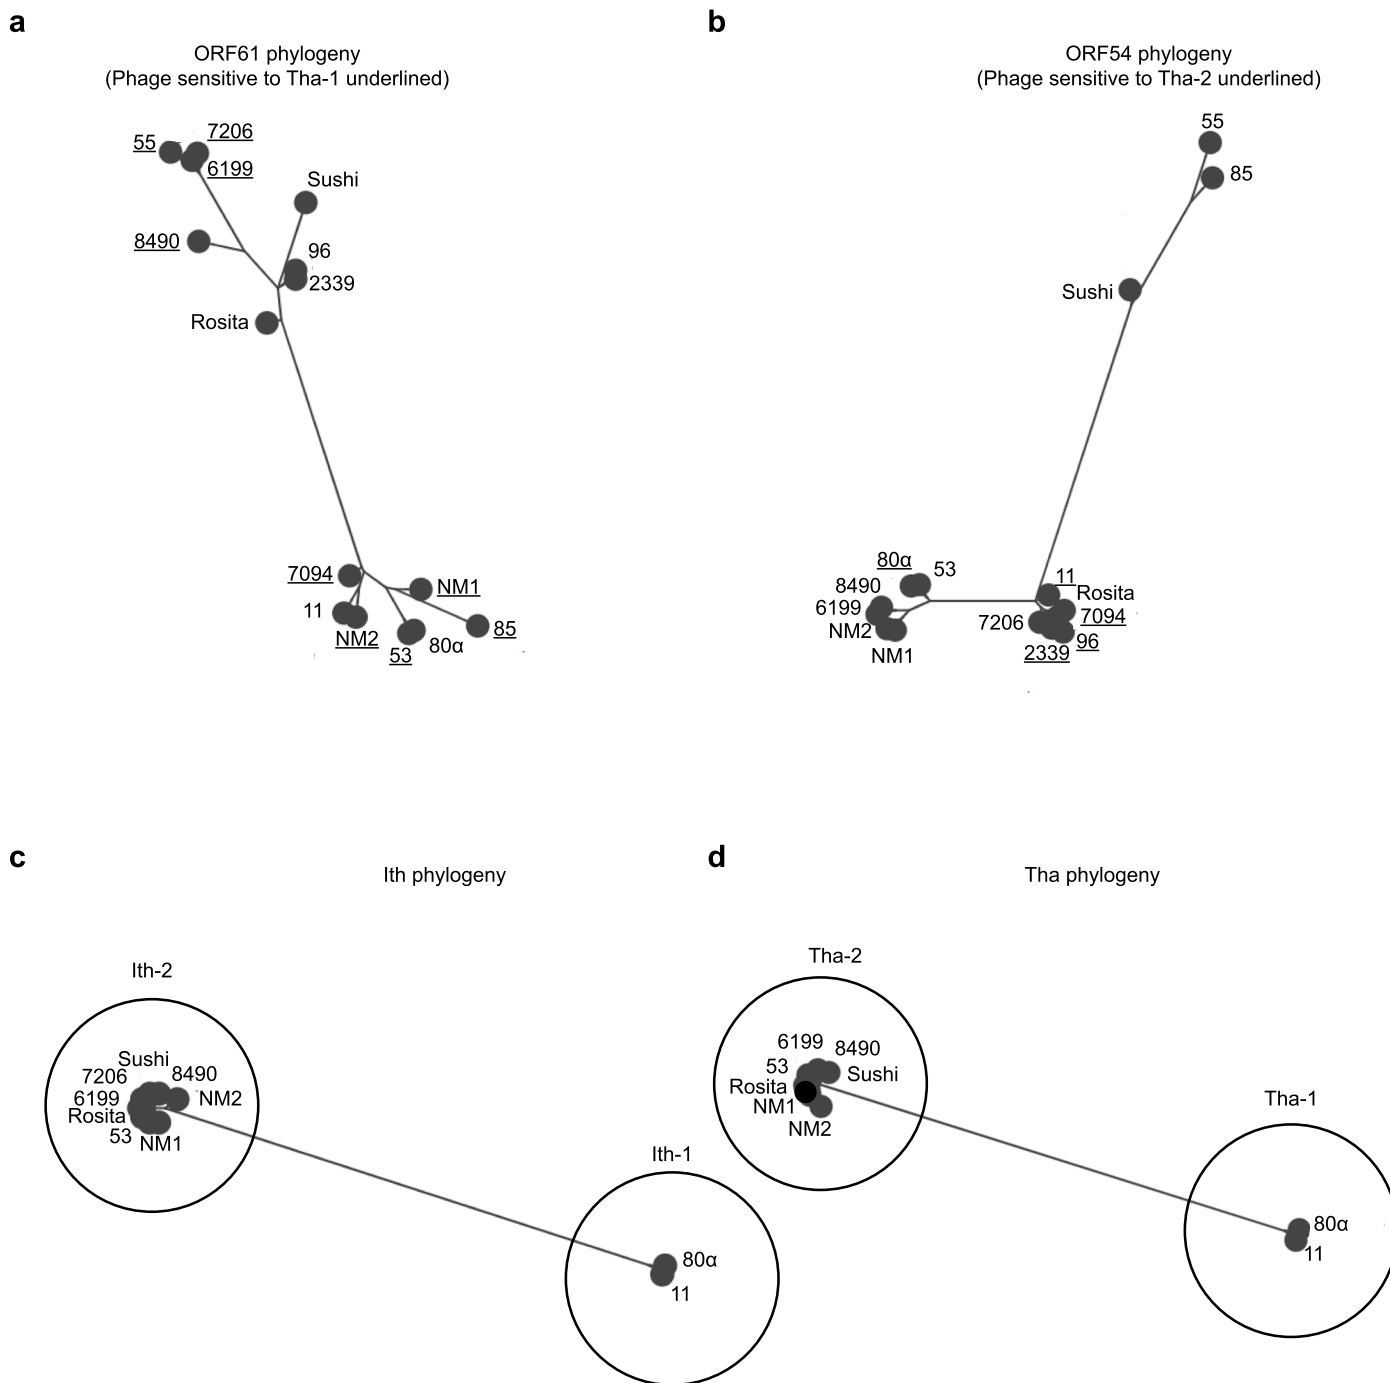 a
ORF61 phylogeny
(Phage sensitive to Tha-1 underlined)
55
7206
6199
Sushi
8490
96
2339
Rosita
7094
NM1
11
NM2
85
53
80α
b
ORF54 phylogeny
(Phage sensitive to Tha-2 underlined)
55
85
Sushi
80α
53
11
8490
Rosita
6199
7094
7206
NM2
96
NM1
2339
c
Ith phylogeny
Ith-2
Sushi
7206
8490
6199
NM2
Rosita
53
NM1
Ith-1
80α
11
d
Tha phylogeny
Tha-2
6199
8490
53
Sushi
Rosita
NM1
NM2
Tha-1
80α
11